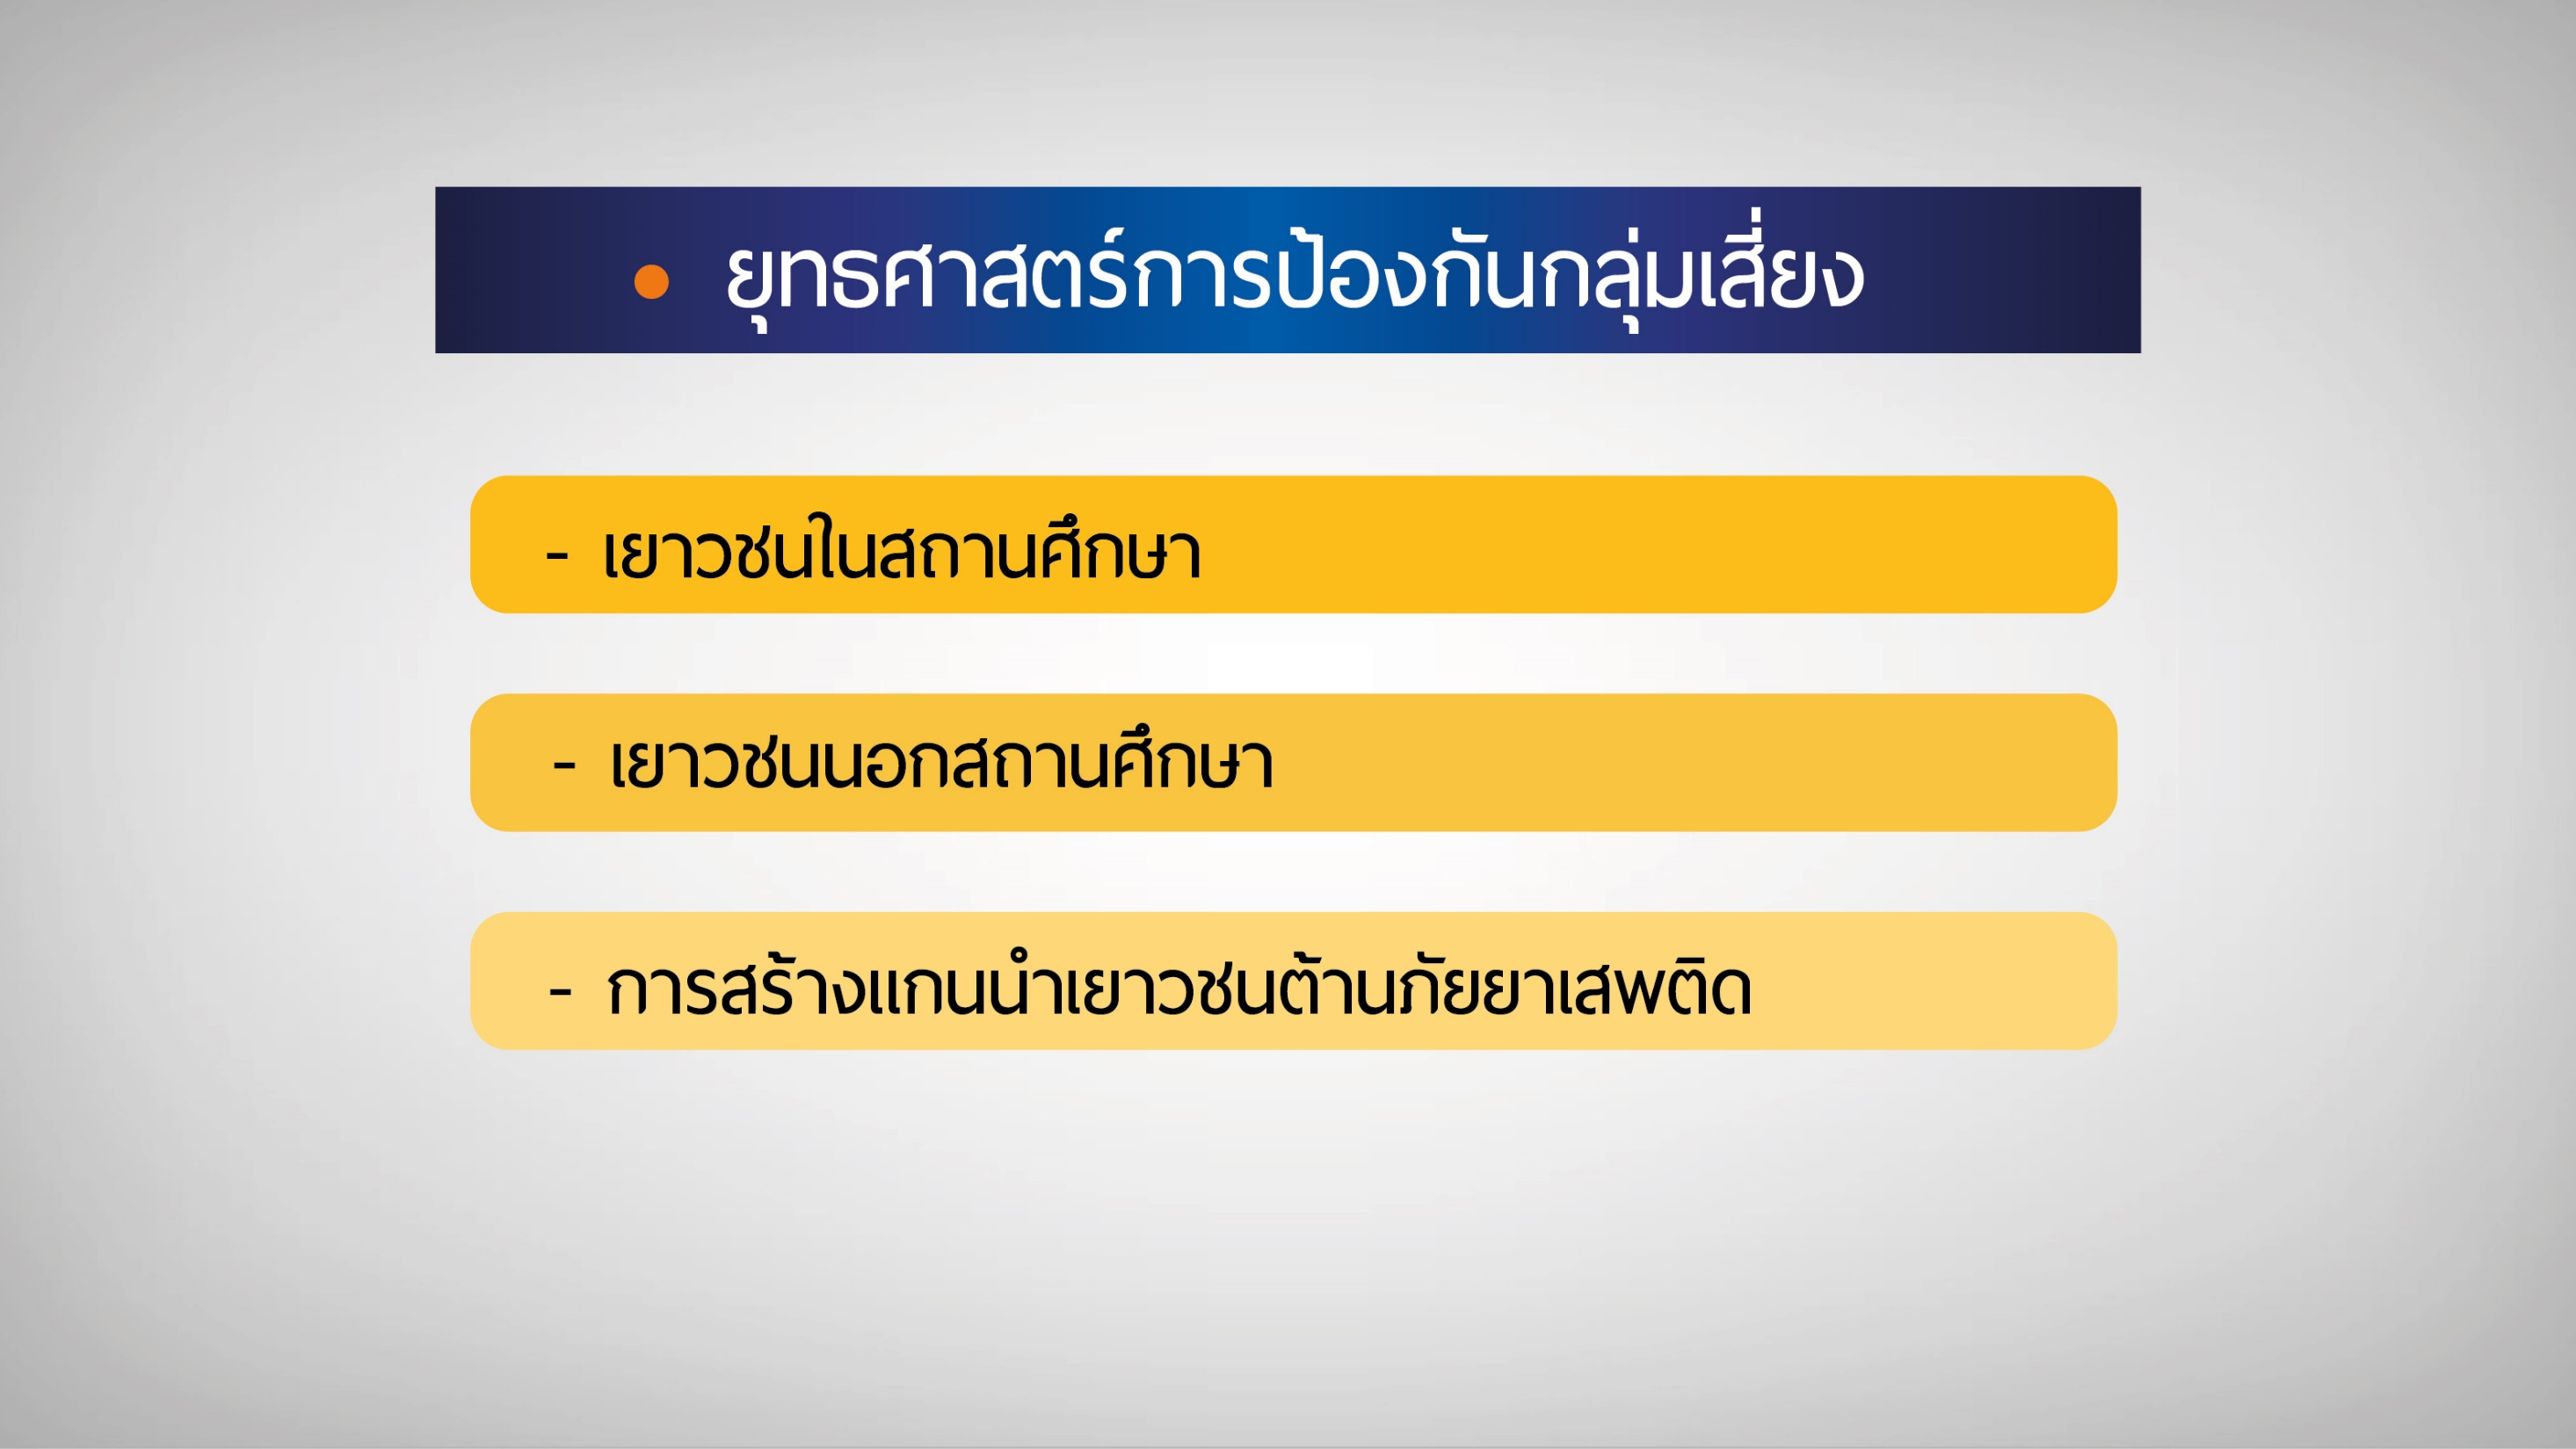 • ยุทธศาสตร์การป้องกันกลุ่มเสี่ยง
- เยาวชนในสถานศึกษา
- เยาวชนนอกสถานศึกษา
- การสร้างแกนนำเยาวชนต้านภัยยาเสพติด